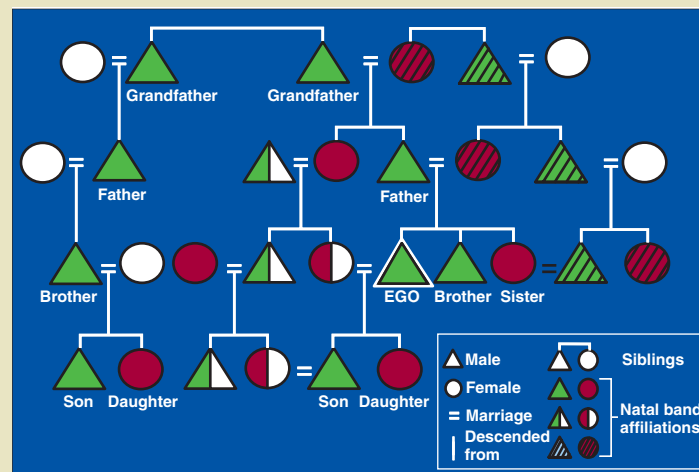 Grandfather
Grandfather
Father
Father
Brother
EGO
Brother
Sister
Son
Daughter
Son
Daughter
Male
Siblings
Female
= Marriage
Natal band
affiliations
Descended
from